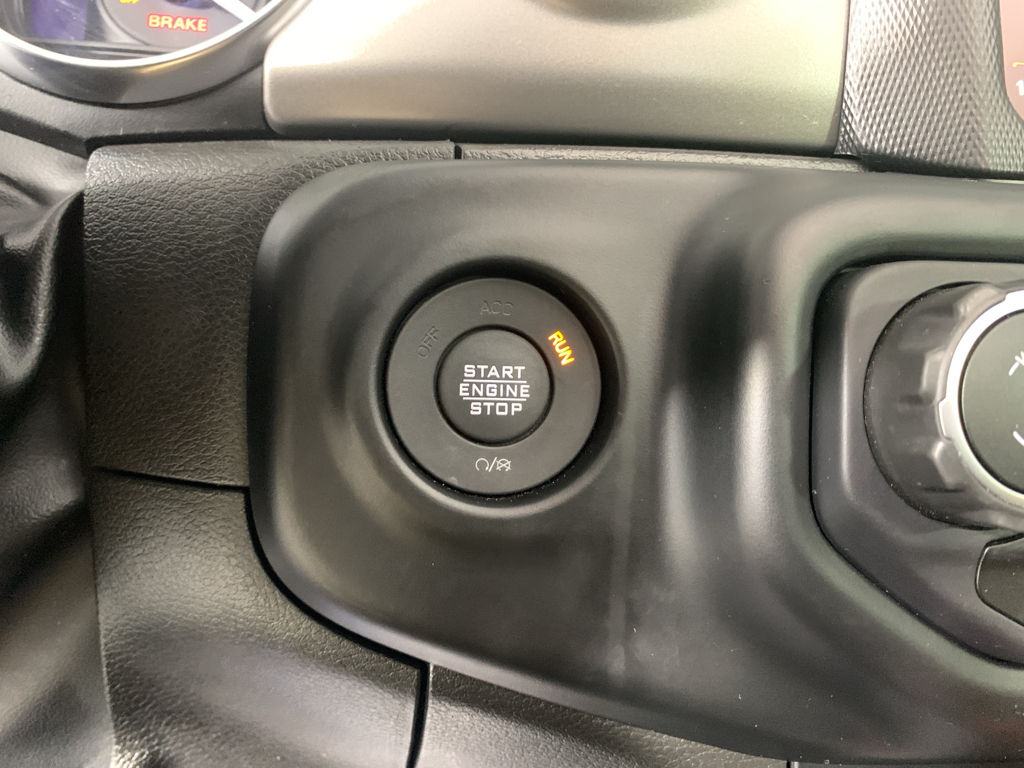 BRAKE
ACC
OFF
RUN
START
ENGINE
STOP